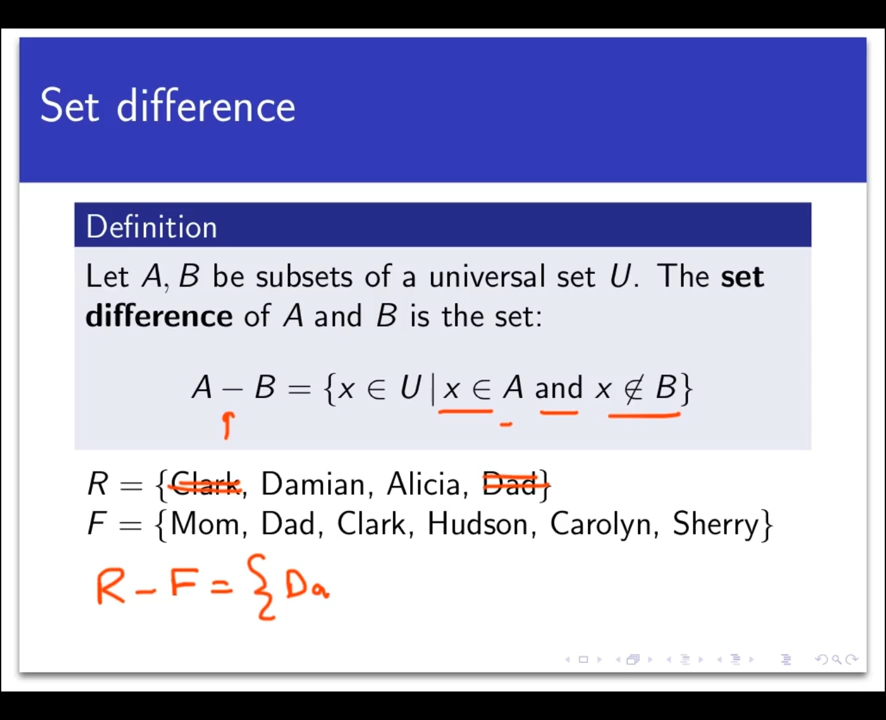 Set difference
Definition
Let A, B be subsets of a universal set U. The set
difference of A and B is the set:
A − B = {x ∈ U | x ∈ A and x ∉ B}
R = {Clark, Damian, Alicia, Dad}
F = {Mom, Dad, Clark, Hudson, Carolyn, Sherry}
R − F = { Da